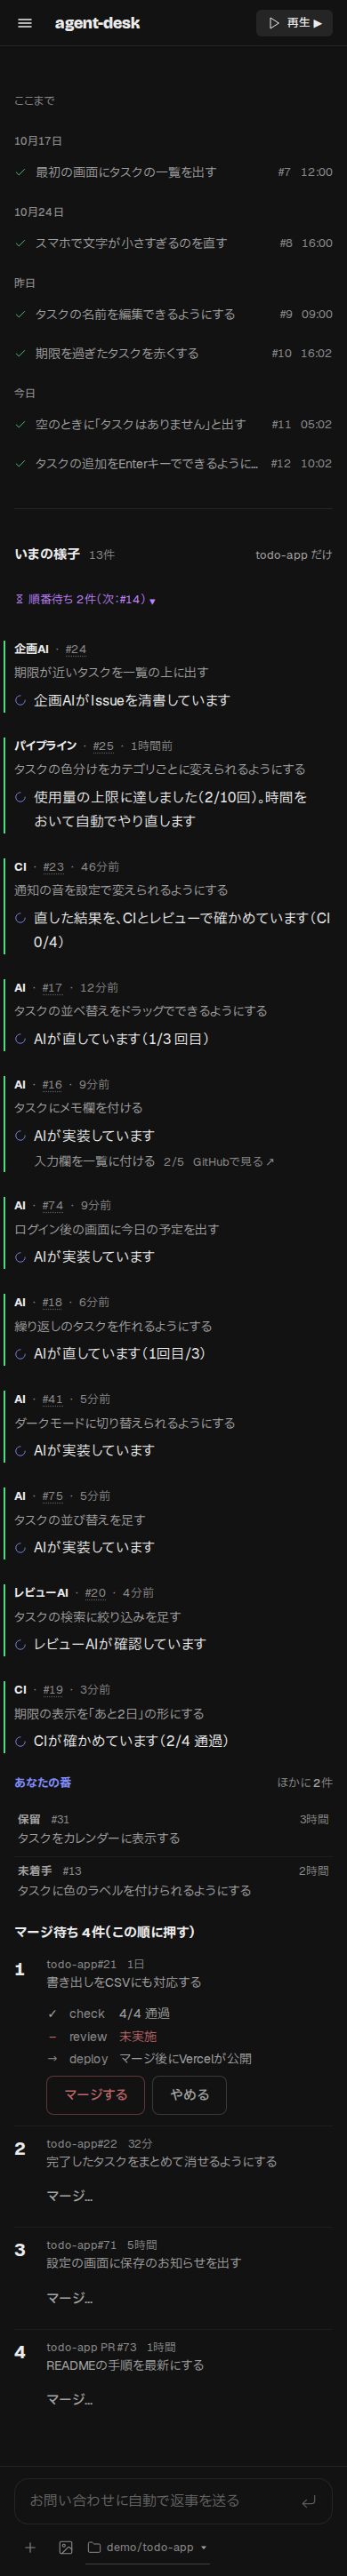 agent-desk
再生 ▶
ここまで
10月17日
✓ 最初の画面にタスクの一覧を出す #7 12:00
10月24日
✓ スマホで文字が小さすぎるのを直す #8 16:00
昨日
✓ タスクの名前を編集できるようにする #9 09:00
✓ 期限を過ぎたタスクを赤くする #10 16:02
今日
✓ 空のときに「タスクはありません」と出す #11 05:02
✓ タスクの追加をEnterキーでできるように… #12 10:02
いまの様子 13件 todo-app だけ
順番待ち 2件（次：#14）▼
企画AI · #24
期限が近いタスクを一覧の上に出す
企画AIがIssueを清書しています
パイプライン · #25 · 1時間前
タスクの色分けをカテゴリごとに変えられるようにする
使用量の上限に達しました（2/10回）。時間を
おいて自動でやり直します
CI · #23 · 46分前
通知の音を設定で変えられるようにする
直した結果を、CIとレビューで確かめています（CI
0/4）
AI · #17 · 12分前
タスクの並べ替えをドラッグでできるようにする
AIが直しています（1/3 回目）
AI · #16 · 9分前
タスクにメモ欄を付ける
AIが実装しています
入力欄を一覧に付ける 2/5 GitHubで見る ↗
AI · #74 · 9分前
ログイン後の画面に今日の予定を出す
AIが実装しています
AI · #18 · 6分前
繰り返しのタスクを作れるようにする
AIが直しています（1回目/3）
AI · #41 · 5分前
ダークモードに切り替えられるようにする
AIが実装しています
AI · #75 · 5分前
タスクの並び替えを足す
AIが実装しています
レビューAI · #20 · 4分前
タスクの検索に絞り込みを足す
レビューAIが確認しています
CI · #19 · 3分前
期限の表示を「あと2日」の形にする
CIが確かめています（2/4 通過）
あなたの番 ほかに 2件
保留 #31 3時間
タスクをカレンダーに表示する
未着手 #13 2時間
タスクに色のラベルを付けられるようにする
マージ待ち 4件（この順に押す）
1 todo-app#21 1日
書き出しをCSVにも対応する
✓ check 4/4 通過
– review 未実施
→ deploy マージ後にVercelが公開
マージする やめる
2 todo-app#22 32分
完了したタスクをまとめて消せるようにする
マージ…
3 todo-app#71 5時間
設定の画面に保存のお知らせを出す
マージ…
4 todo-app PR #73 1時間
READMEの手順を最新にする
マージ…
お問い合わせに自動で返事を送る
demo/todo-app ▾